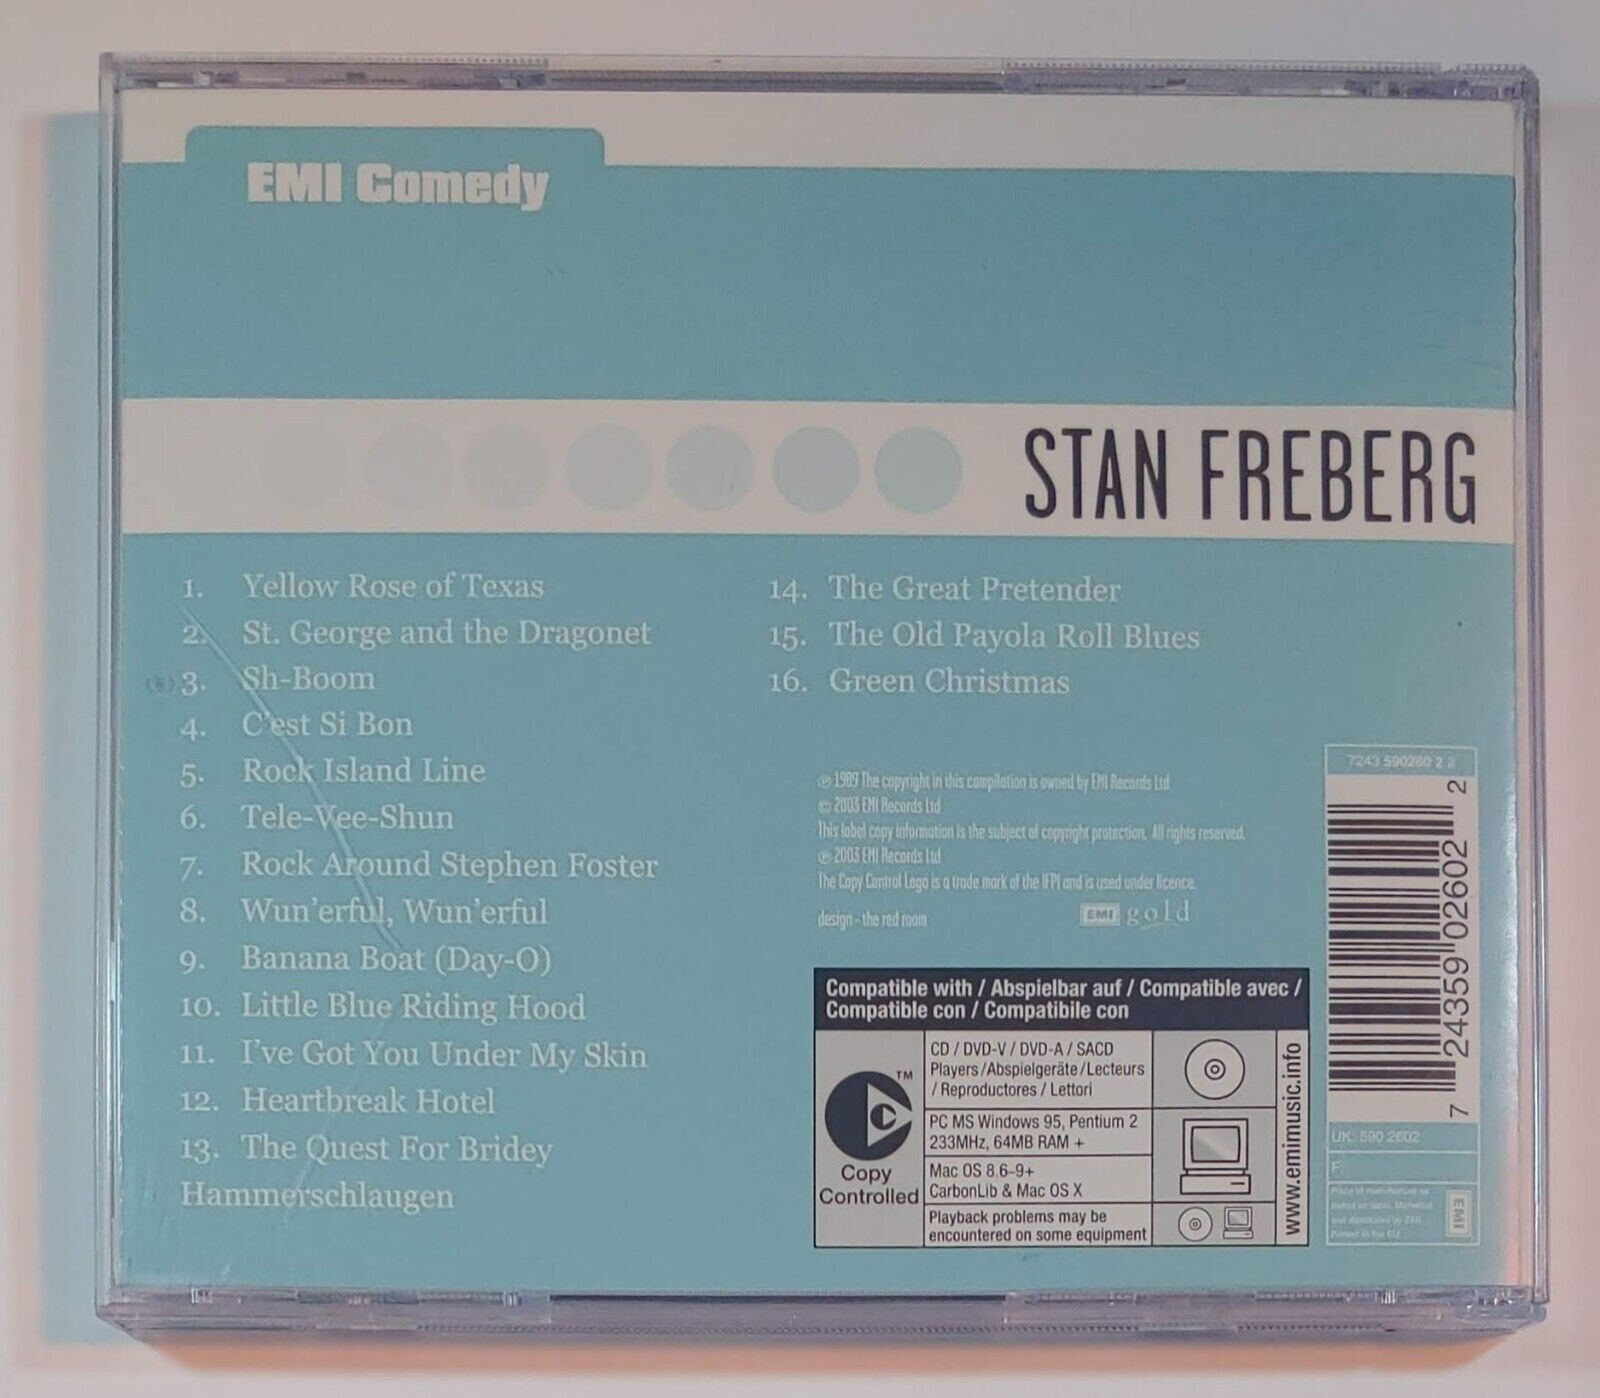 EMI Comedy
STAN FREBERG
1. Yellow Rose of Texas
2. St. George and the Dragonet
3. Sh-Boom
4. C'est Si Bon
5. Rock Island Line
6. Tele-Vee-Shun
7. Rock Around Stephen Foster
8. Wun'erful, Wun'erful
9. Banana Boat (Day-O)
10. Little Blue Riding Hood
11. I've Got You Under My Skin
12. Heartbreak Hotel
13. The Quest For Bridey
Hammerschlaugen
14. The Great Pretender
15. The Old Payola Roll Blues
16. Green Christmas
℗ 1989 The copyright in this compilation is owned by EMI Records Ltd
© 2003 EMI Records Ltd
This label copy information is the subject of copyright protection. All rights reserved.
℗ 2003 EMI Records Ltd
The Copy Control Logo is a trade mark of the IFPI and is used under licence.
design - the red room
EMI gold
Compatible with / Abspielbar auf / Compatible avec /
Compatible con / Compatibile con
CD / DVD-V / DVD-A / SACD
Players /Abspielgeräte /Lecteurs
/ Reproductores / Lettori
PC MS Windows 95, Pentium 2
233MHz, 64MB RAM +
Mac OS 8.6-9+
CarbonLib & Mac OS X
Playback problems may be
encountered on some equipment
TM
Copy
Controlled
www.emimusic.info
7243 590260 2 2
7 24359 02602 2
UK: 590 2602
F:
EMI